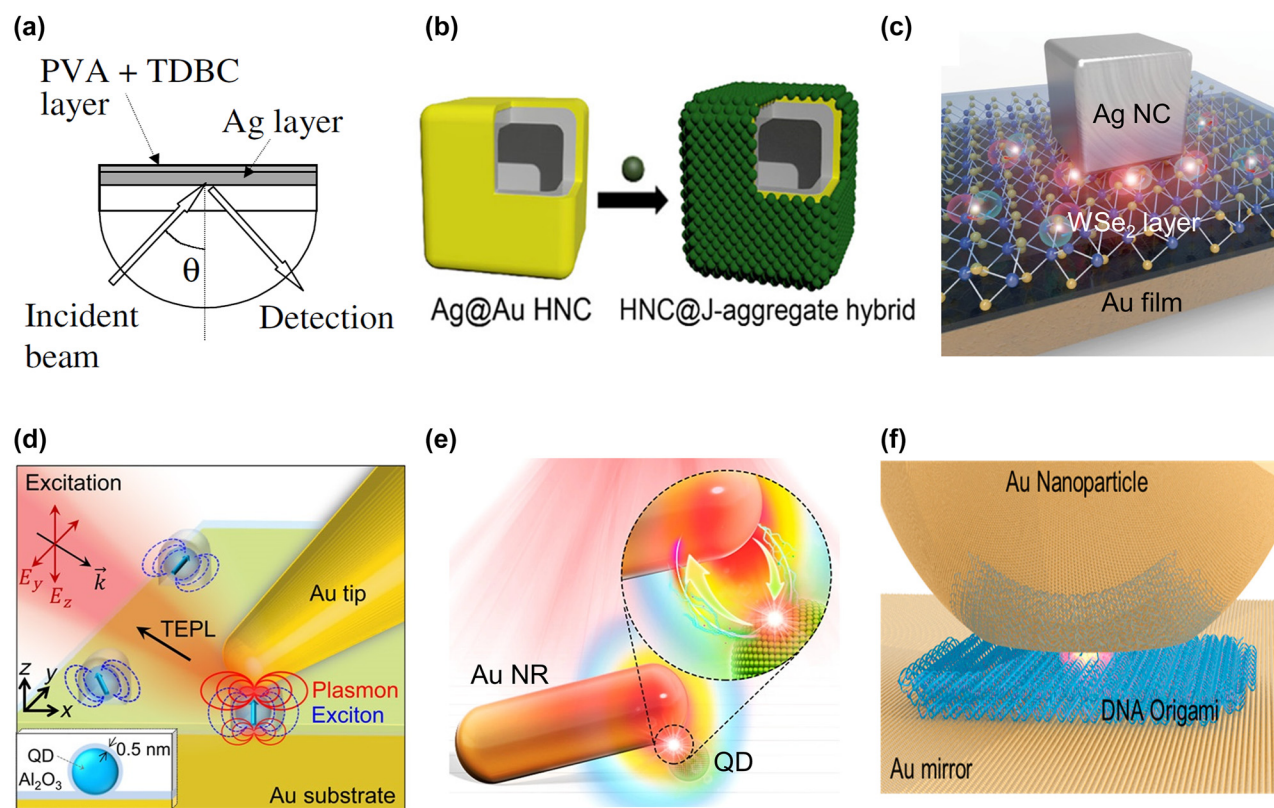 (a)
PVA + TDBC
layer
Ag layer
θ
Incident
beam
Detection
(b)
Ag@Au HNC
HNC@J-aggregate hybrid
(c)
Ag NC
WSe₂ layer
Au film
(d)
Excitation
E_y
E_z
k⃗
Au tip
TEPL
z
y
x
Plasmon
Exciton
0.5 nm
QD
Al₂O₃
Au substrate
(e)
Au NR
QD
(f)
Au Nanoparticle
DNA Origami
Au mirror